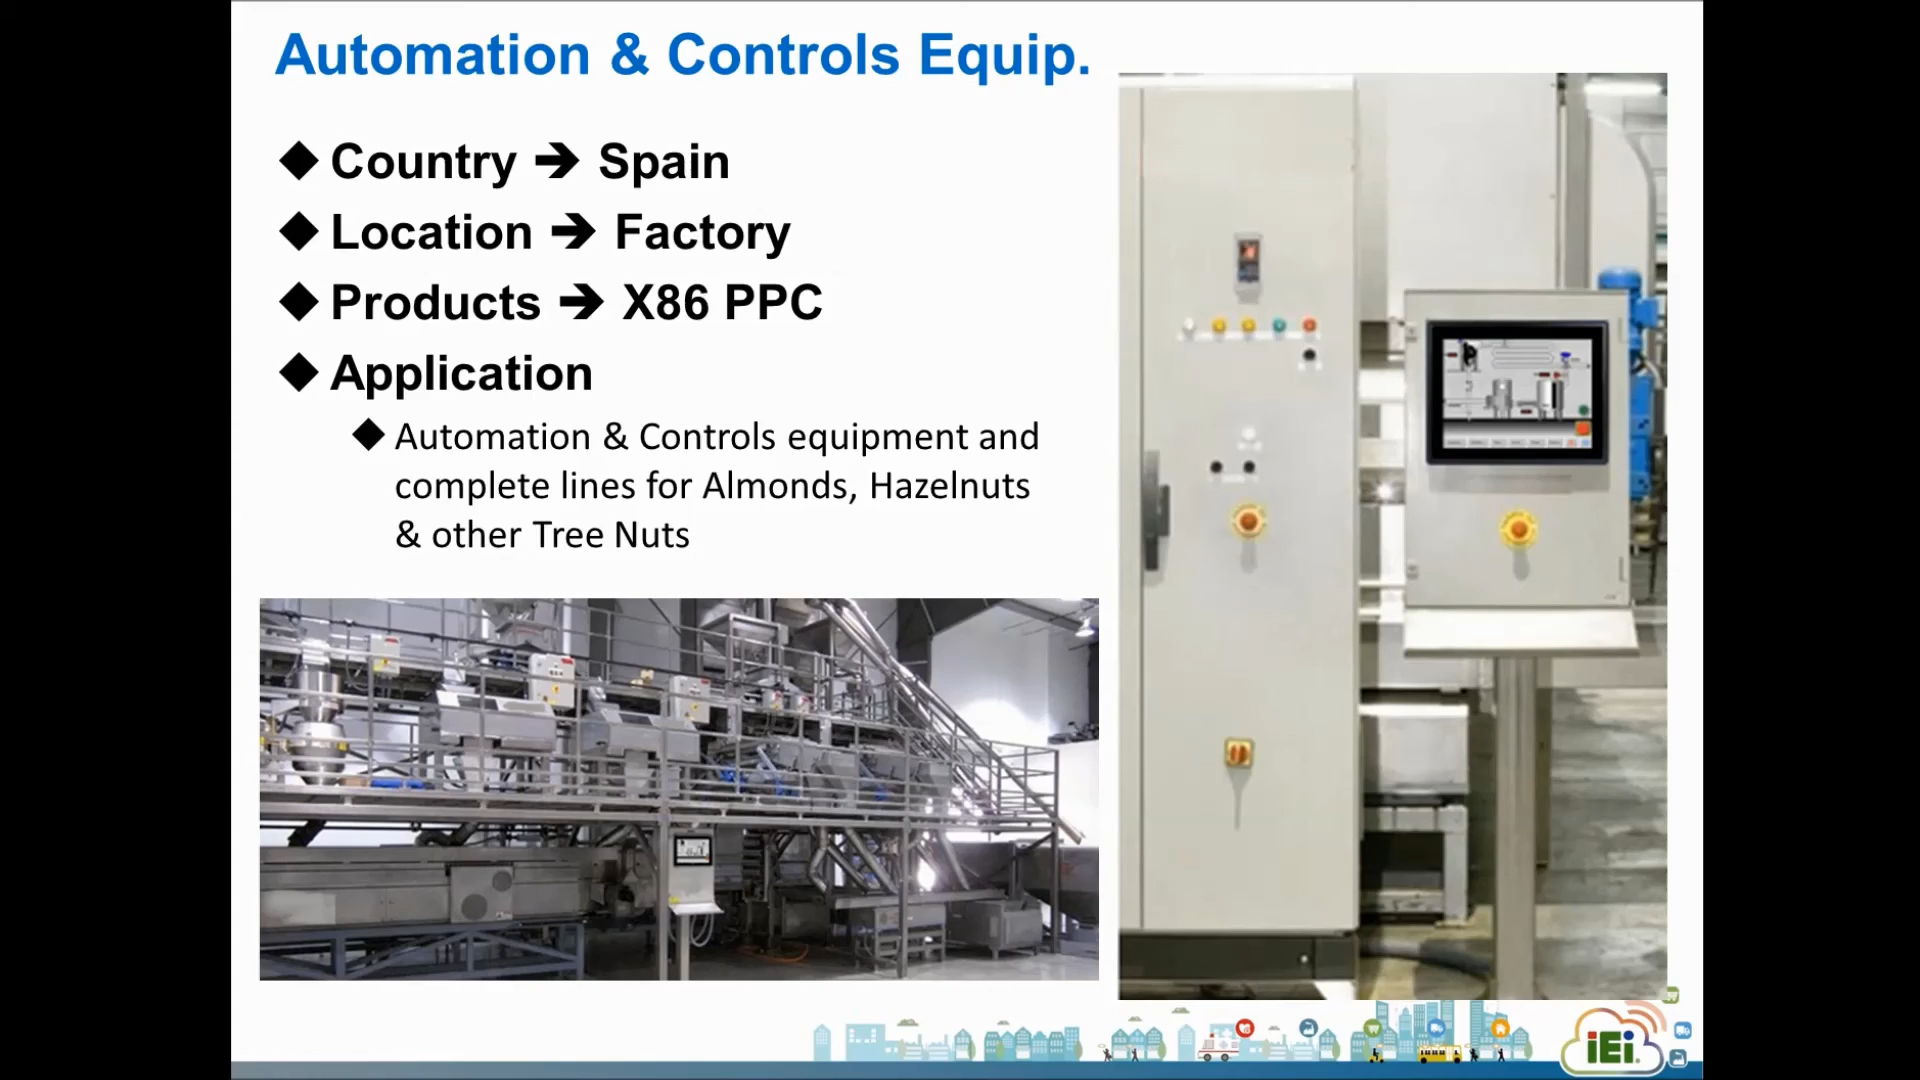 Automation & Controls Equip.
◆ Country ➔ Spain
◆ Location ➔ Factory
◆ Products ➔ X86 PPC
◆ Application
◆ Automation & Controls equipment and
complete lines for Almonds, Hazelnuts
& other Tree Nuts
iEi